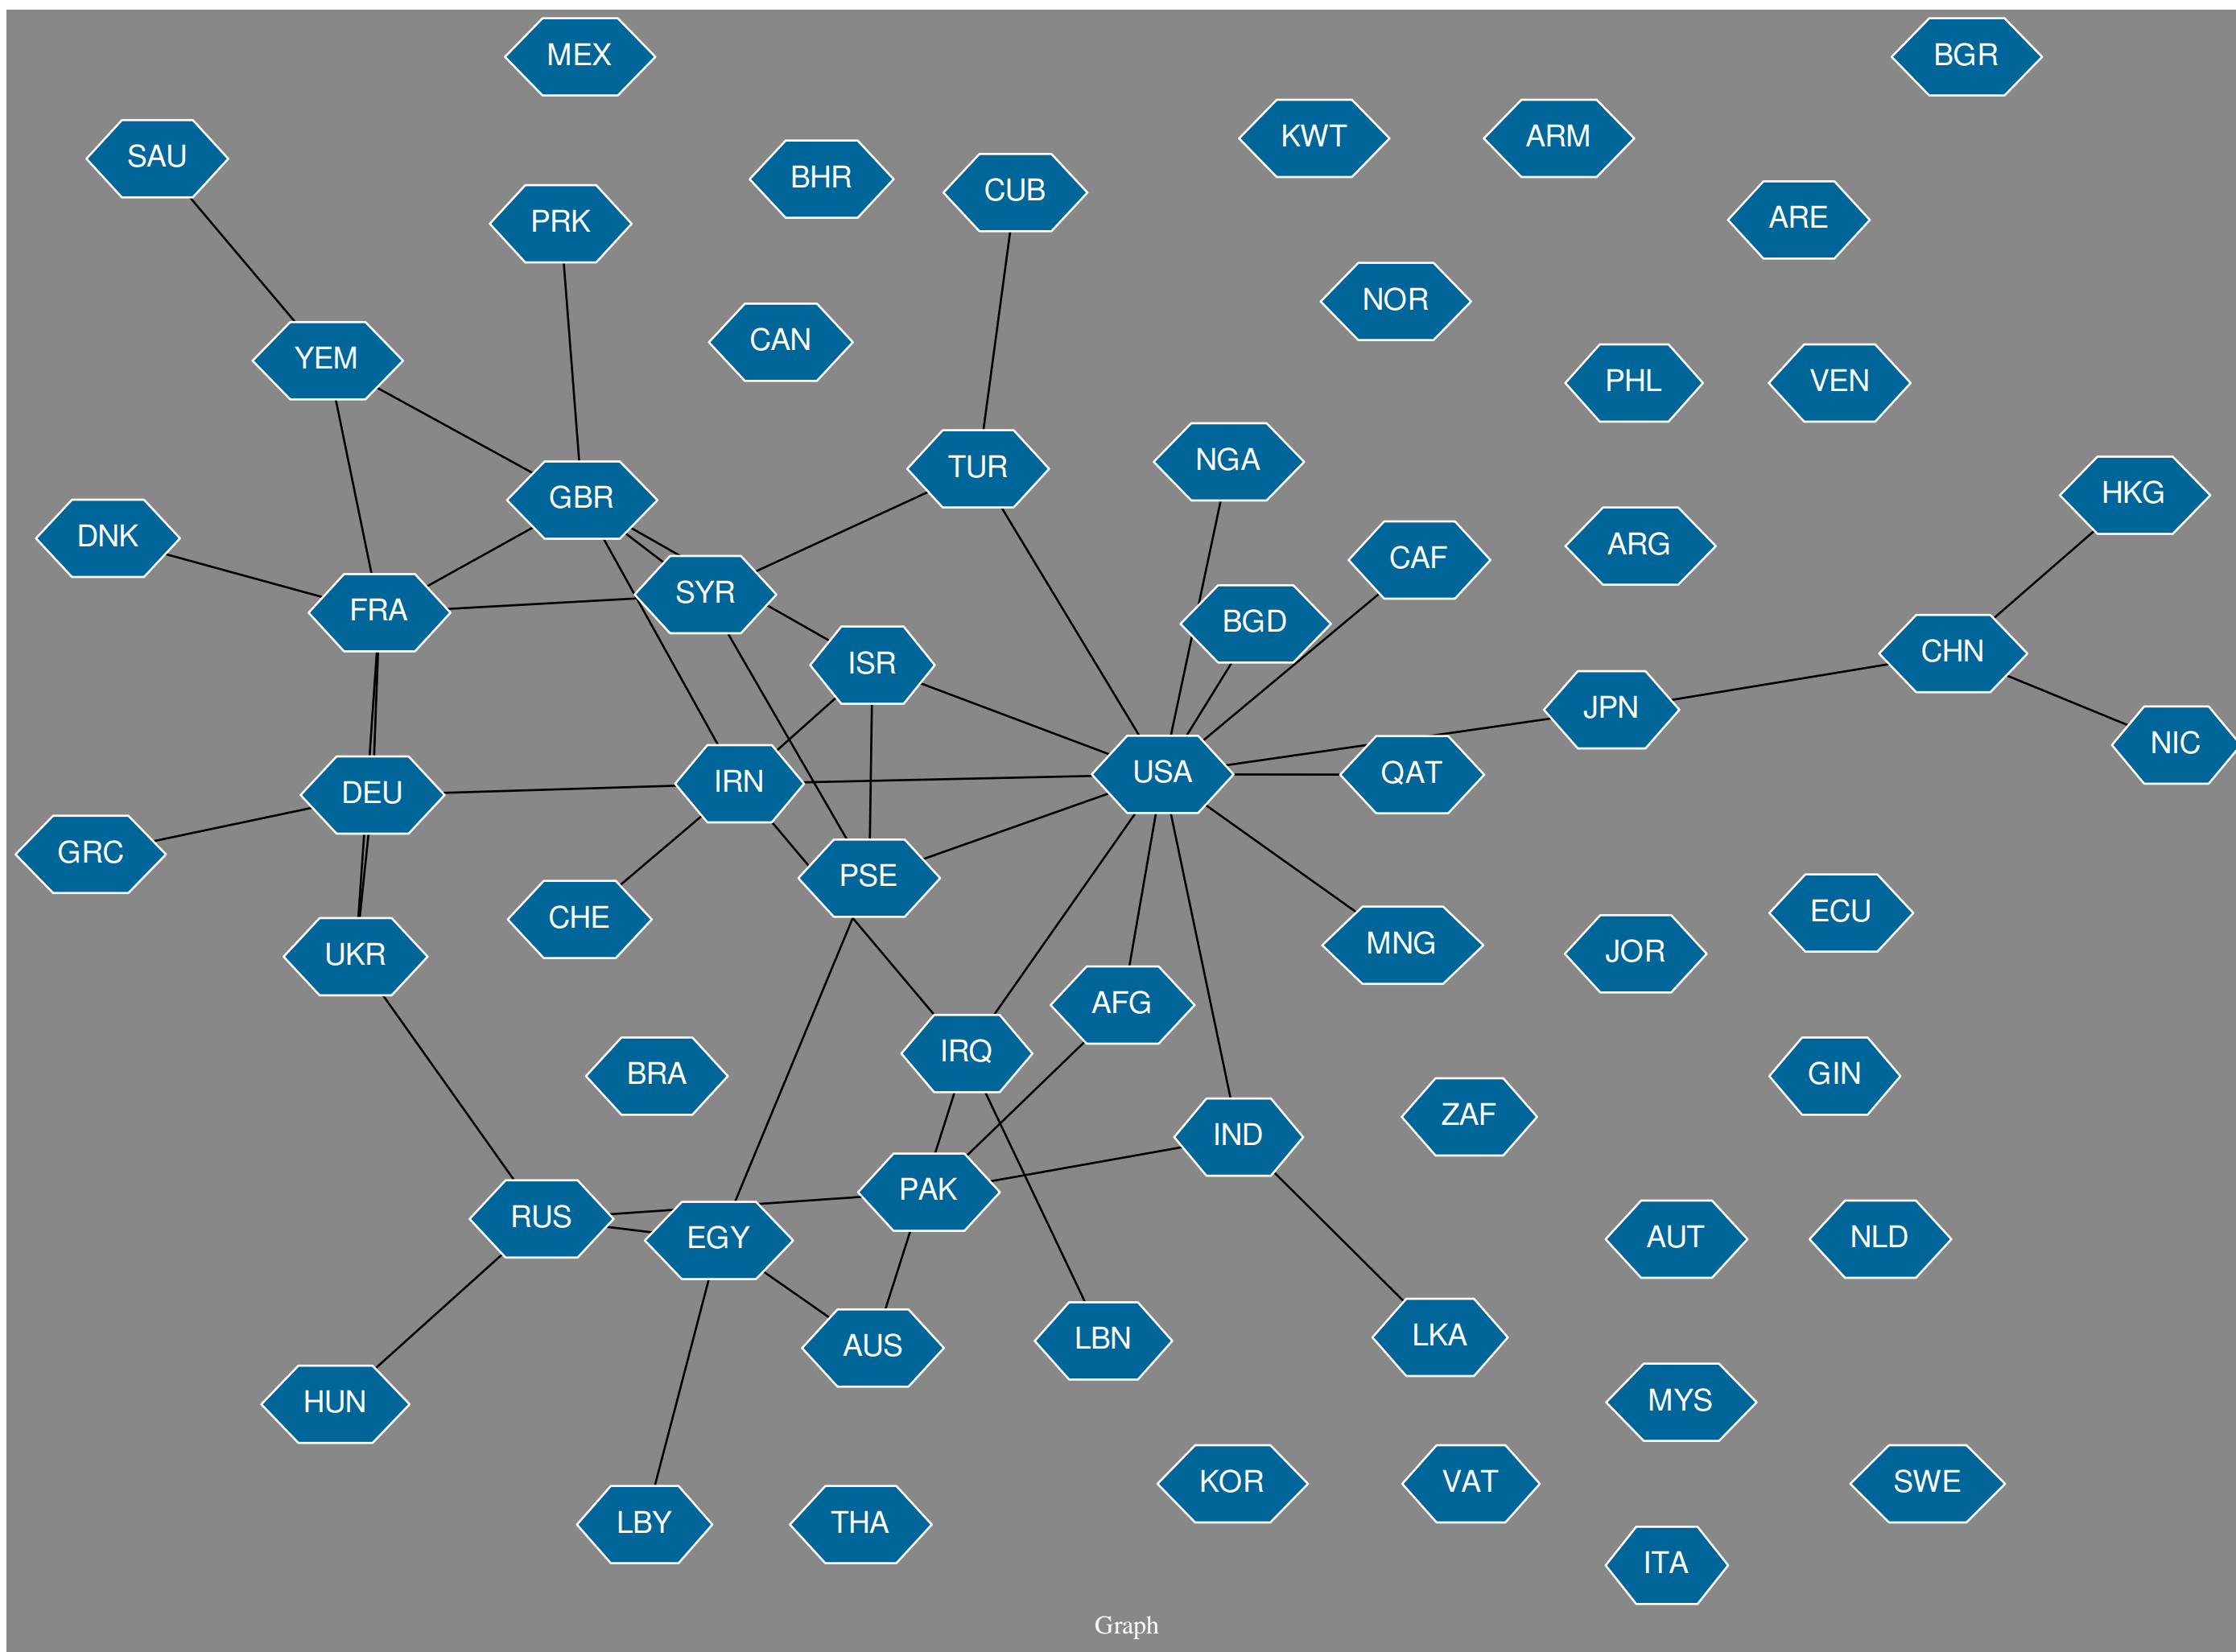 MEX
BGR
KWT
ARM
SAU
BHR
CUB
ARE
PRK
NOR
CAN
YEM
PHL
VEN
TUR
NGA
GBR
HKG
DNK
ARG
CAF
SYR
FRA
BGD
CHN
ISR
JPN
NIC
IRN
USA
QAT
DEU
GRC
PSE
CHE
ECU
MNG
UKR
JOR
AFG
IRQ
BRA
GIN
ZAF
IND
PAK
RUS
EGY
AUT
NLD
AUS
LBN
LKA
HUN
MYS
KOR
VAT
SWE
LBY
THA
ITA
Graph